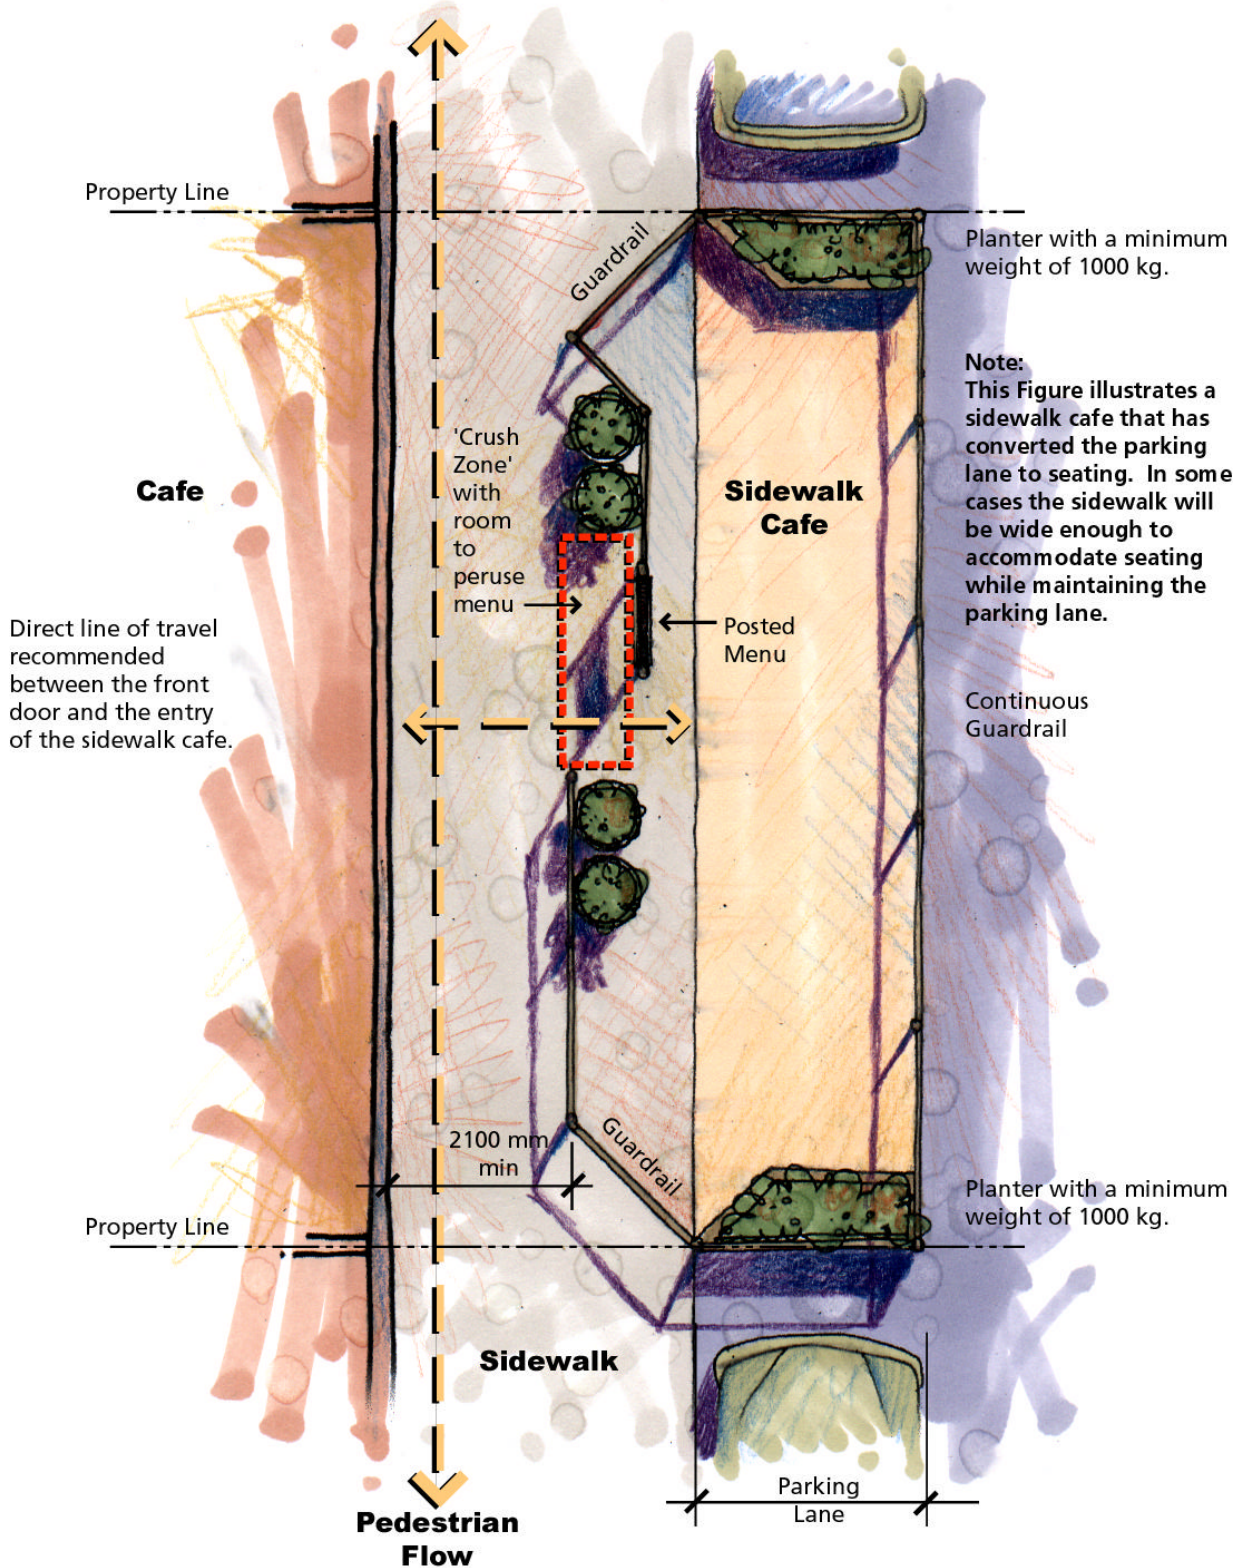 Property Line
Guardrail
Planter with a minimum
weight of 1000 kg.
Note:
This Figure illustrates a
sidewalk cafe that has
converted the parking
lane to seating. In some
cases the sidewalk will
be wide enough to
accommodate seating
while maintaining the
parking lane.
'Crush
Zone'
with
room
to
peruse
menu
Cafe
Sidewalk
Cafe
Posted
Menu
Direct line of travel
recommended
between the front
door and the entry
of the sidewalk cafe.
Continuous
Guardrail
2100 mm
min
Guardrail
Planter with a minimum
weight of 1000 kg.
Property Line
Sidewalk
Parking
Lane
Pedestrian
Flow